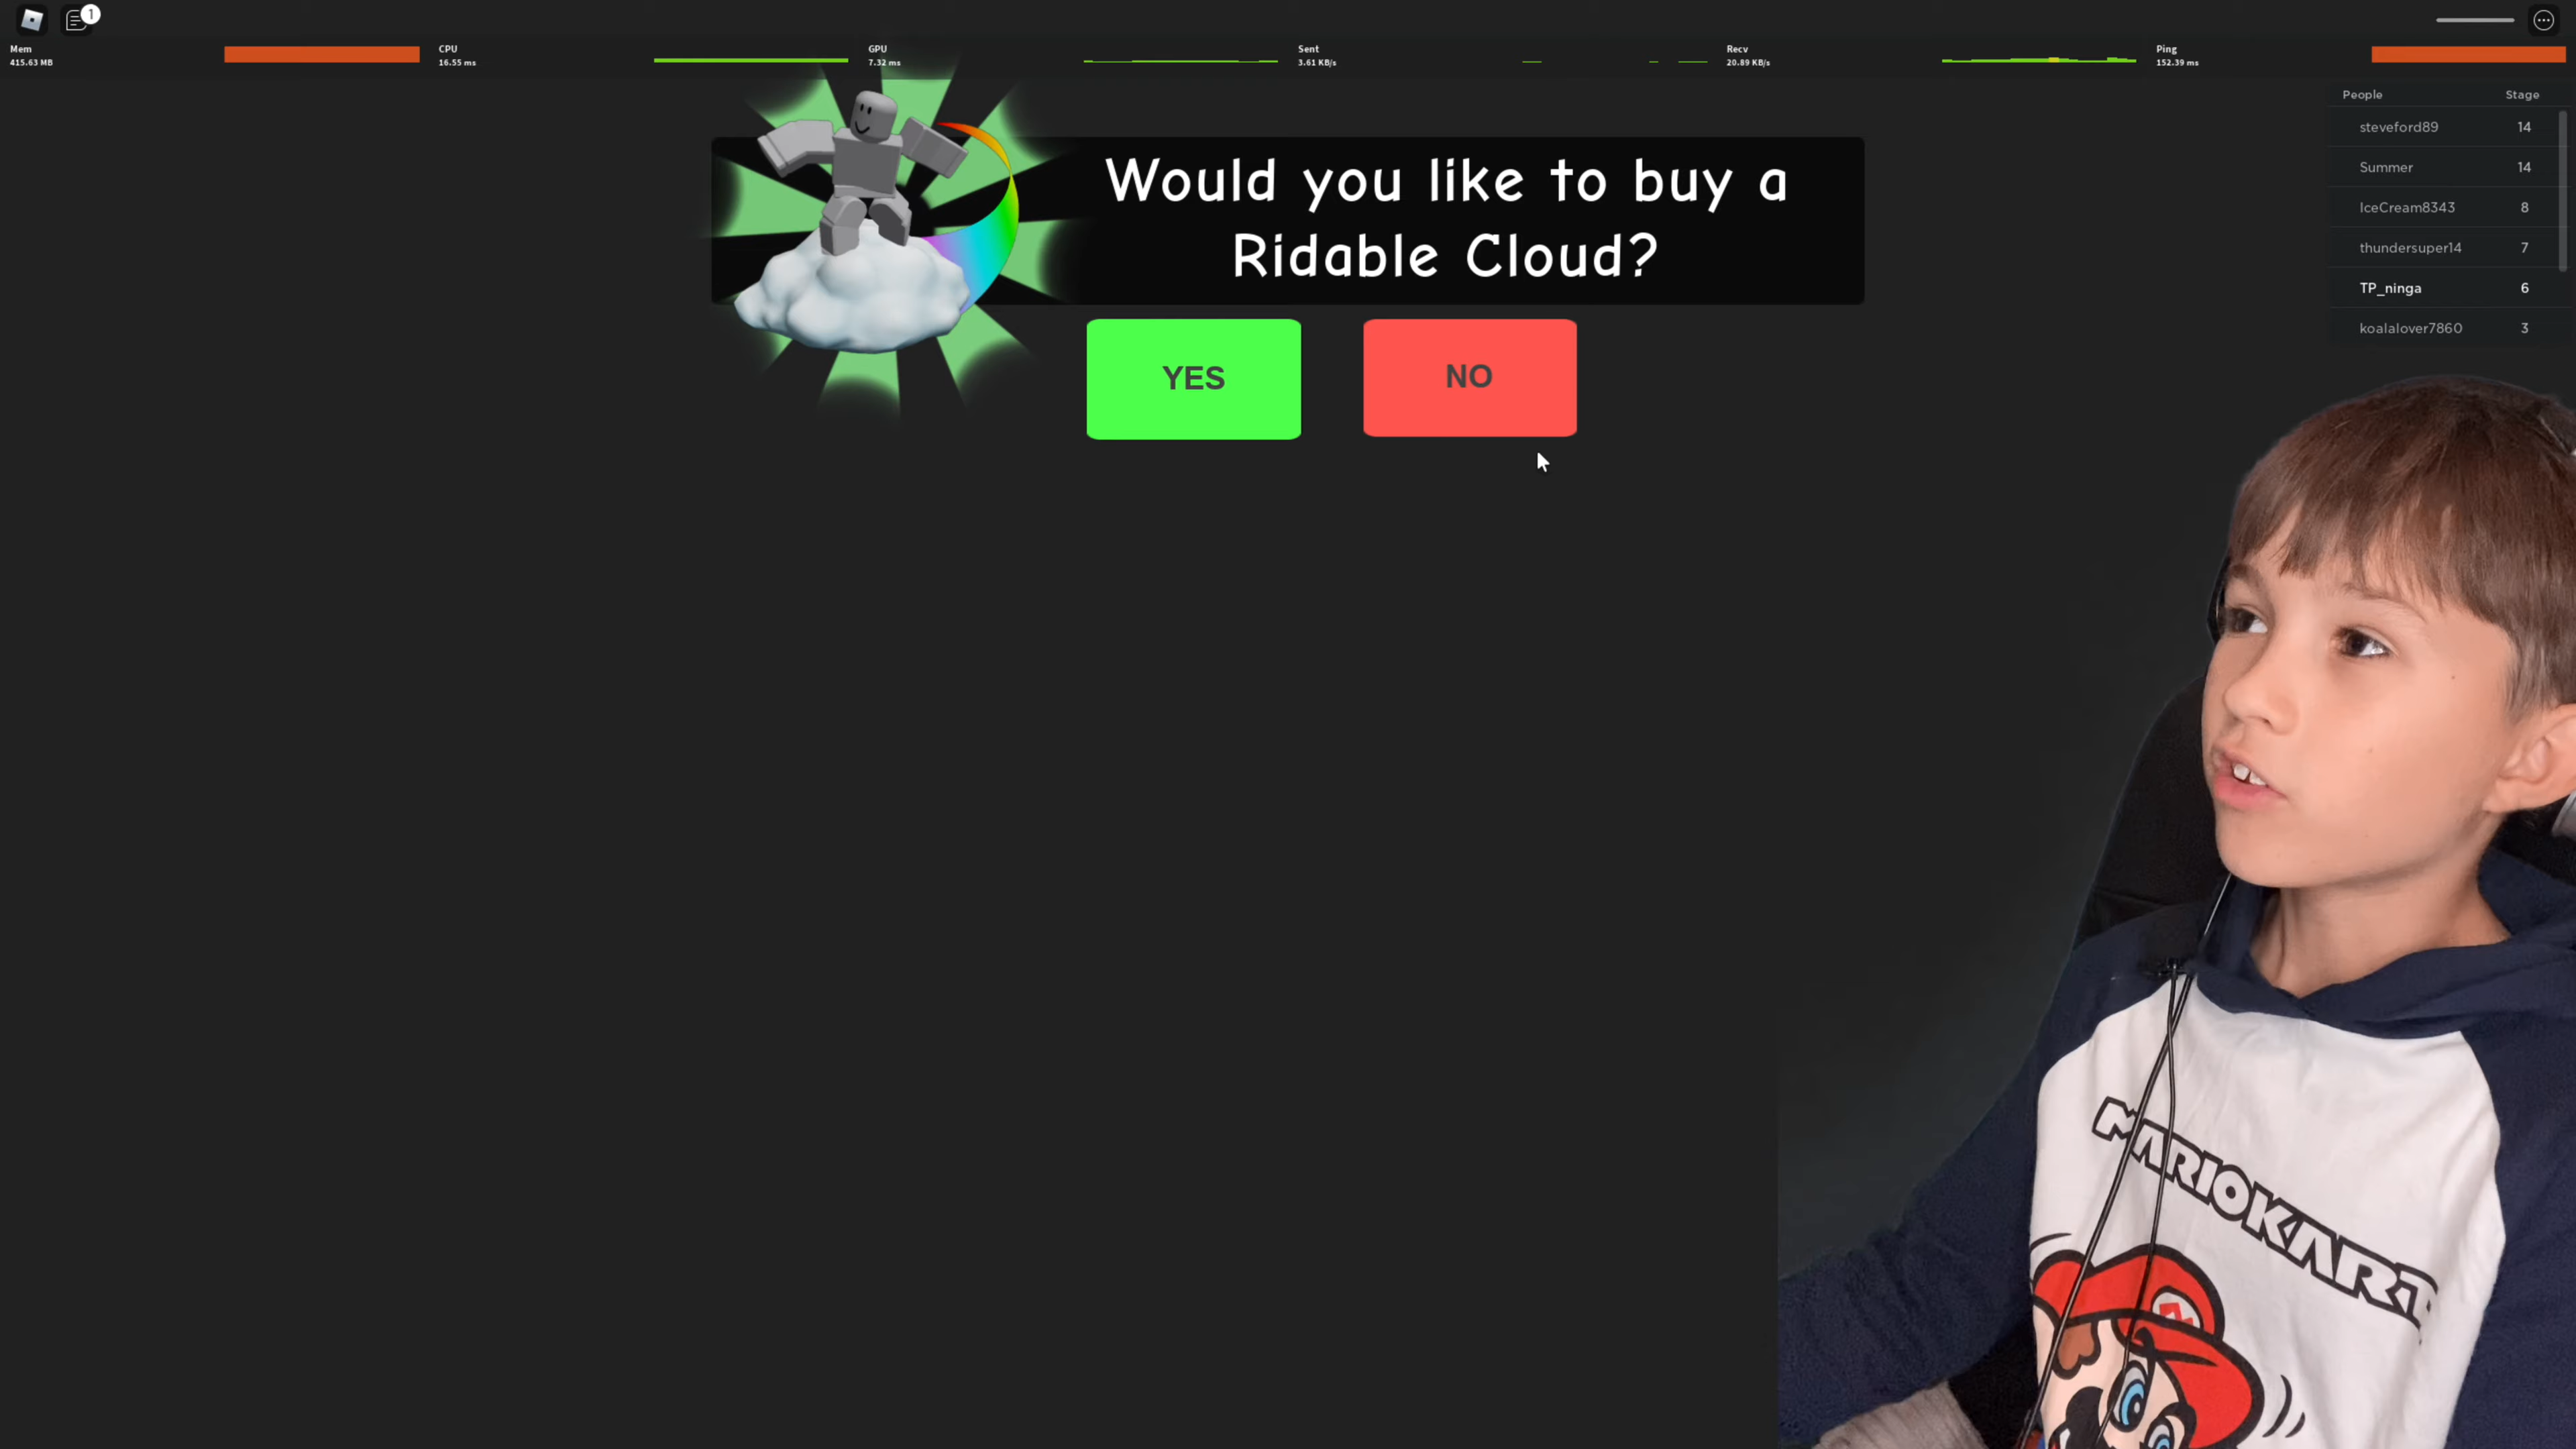 1
Mem
415.63 MB
CPU
16.55 ms
GPU
7.32 ms
Sent
3.61 KB/s
Recv
20.89 KB/s
Ping
152.39 ms
People Stage
steveford89 14
Summer 14
IceCream8343 8
thundersuper14 7
TP_ninga 6
koalalover7860 3
Would you like to buy a
Ridable Cloud?
YES NO
MARIOKART